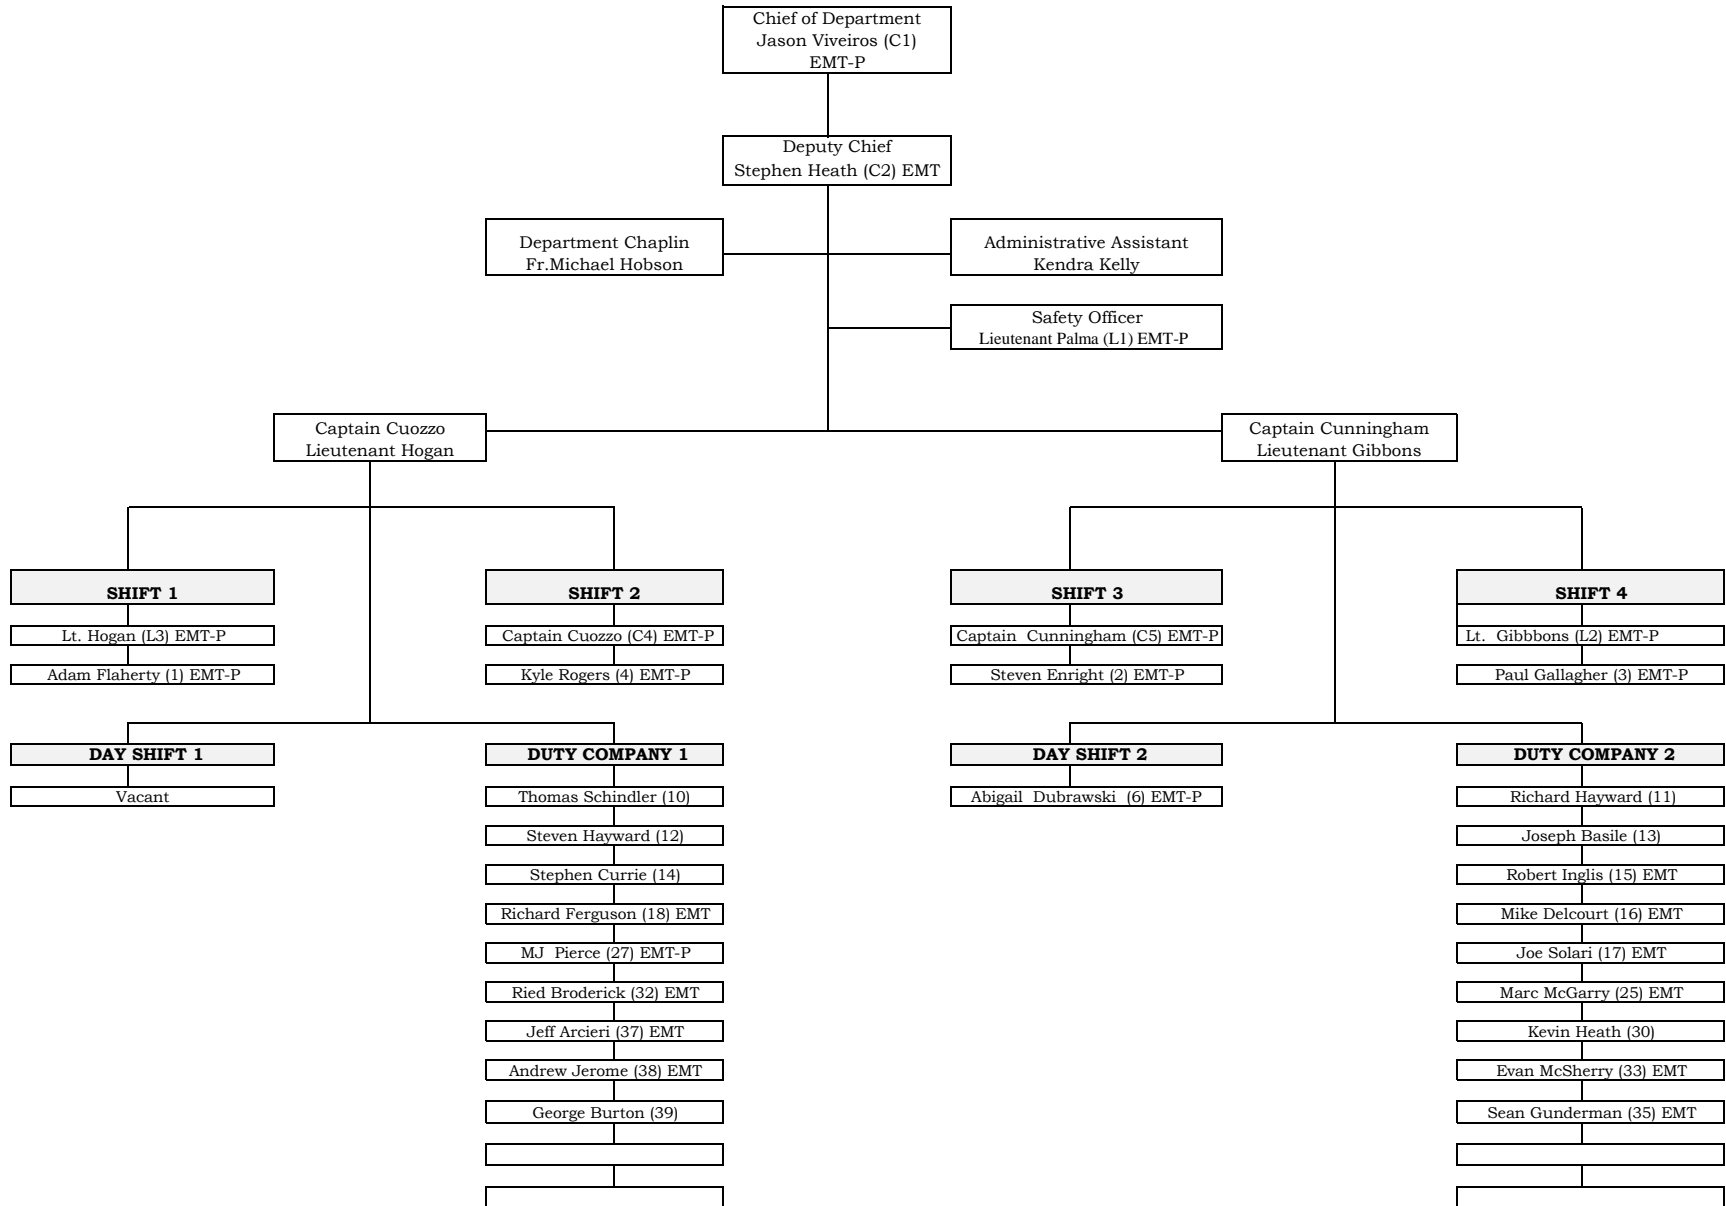 Chief of Department
Jason Viveiros (C1)
EMT-P
Deputy Chief
Stephen Heath (C2) EMT
Department Chaplin
Fr.Michael Hobson
Administrative Assistant
Kendra Kelly
Safety Officer
Lieutenant Palma (L1) EMT-P
Captain Cuozzo
Lieutenant Hogan
Captain Cunningham
Lieutenant Gibbons
SHIFT 1
Lt. Hogan (L3) EMT-P
Adam Flaherty (1) EMT-P
SHIFT 2
Captain Cuozzo (C4) EMT-P
Kyle Rogers (4) EMT-P
SHIFT 3
Captain Cunningham (C5) EMT-P
Steven Enright (2) EMT-P
SHIFT 4
Lt. Gibbbons (L2) EMT-P
Paul Gallagher (3) EMT-P
DAY SHIFT 1
Vacant
DUTY COMPANY 1
Thomas Schindler (10)
Steven Hayward (12)
Stephen Currie (14)
Richard Ferguson (18) EMT
MJ Pierce (27) EMT-P
Ried Broderick (32) EMT
Jeff Arcieri (37) EMT
Andrew Jerome (38) EMT
George Burton (39)
DAY SHIFT 2
Abigail Dubrawski (6) EMT-P
DUTY COMPANY 2
Richard Hayward (11)
Joseph Basile (13)
Robert Inglis (15) EMT
Mike Delcourt (16) EMT
Joe Solari (17) EMT
Marc McGarry (25) EMT
Kevin Heath (30)
Evan McSherry (33) EMT
Sean Gunderman (35) EMT